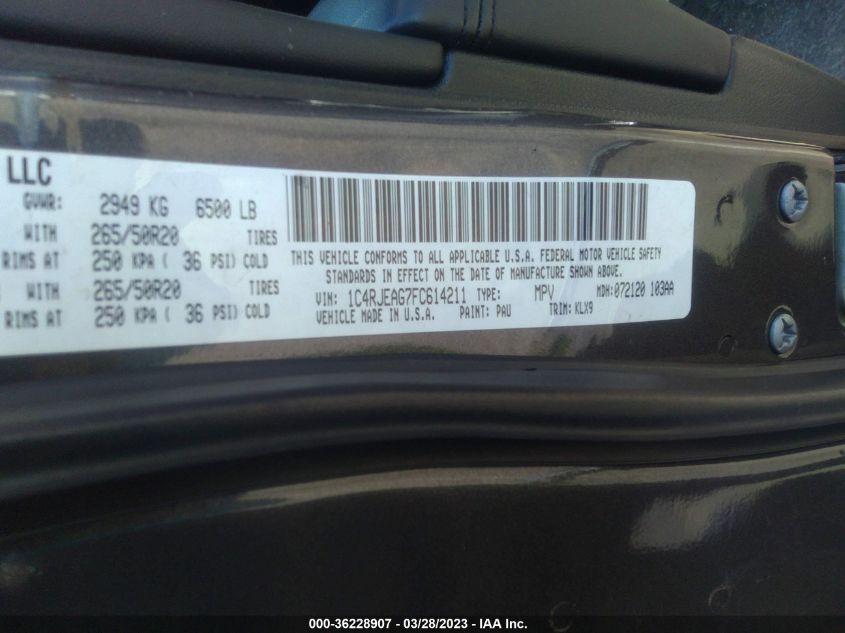 LLC
GVWR: 2949 KG 6500 LB
WITH 265/50R20 TIRES
RIMS AT 250 KPA ( 36 PSI) COLD
WITH 265/50R20 TIRES
RIMS AT 250 KPA ( 36 PSI) COLD
THIS VEHICLE CONFORMS TO ALL APPLICABLE U.S.A. FEDERAL MOTOR VEHICLE SAFETY
STANDARDS IN EFFECT ON THE DATE OF MANUFACTURE SHOWN ABOVE.
VIN: 1C4RJEAG7FC614211 TYPE: MPV MDH: 072120 103AA
VEHICLE MADE IN U.S.A. PAINT: PAU TRIM: KLX9
000-36228907 - 03/28/2023 - IAA Inc.